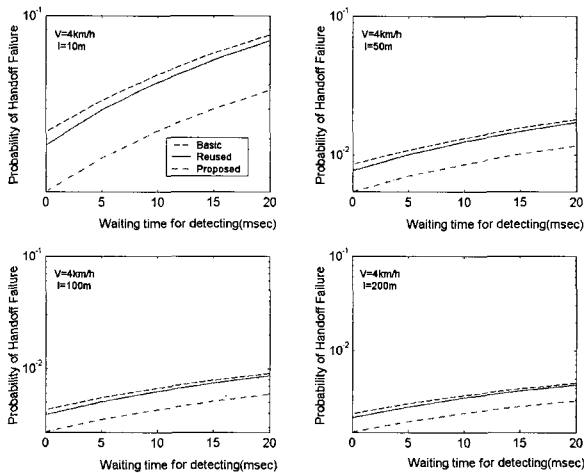 10-1
V=4km/h
l=10m
Probability of Handoff Failure
Basic
Reused
Proposed
0 5 10 15 20
Waiting time for detecting(msec)
10-1
V=4km/h
l=50m
Probability of Handoff Failure
10-2
0 5 10 15 20
Waiting time for detecting(msec)
10-1
V=4km/h
l=100m
Probability of Handoff Failure
10-2
0 5 10 15 20
Waiting time for detecting(msec)
10-1
V=4km/h
l=200m
Probability of Handoff Failure
10-2
0 5 10 15 20
Waiting time for detecting(msec)